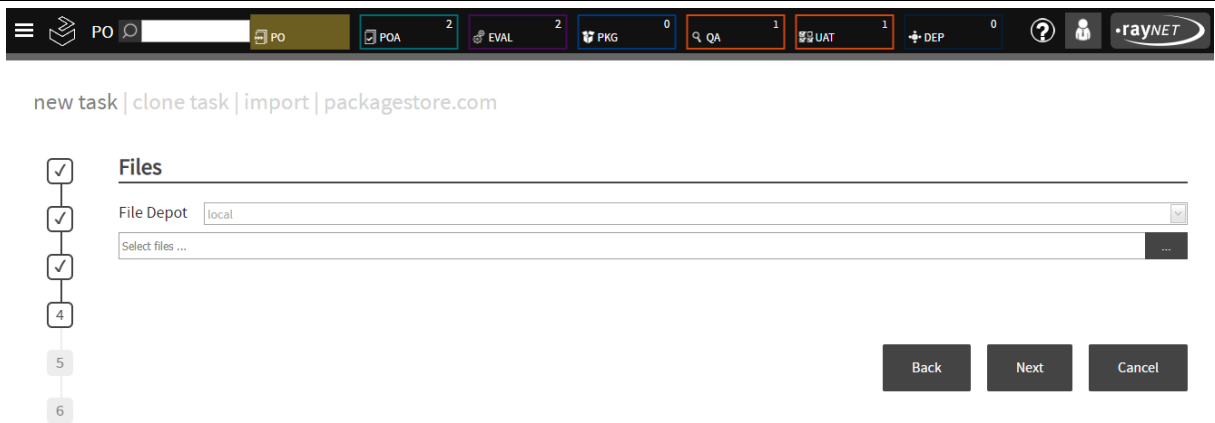 PO PO POA 2 EVAL 2 PKG 0 QA 1 UAT 1 DEP 0 ? •rayNET
new task | clone task | import | packagestore.com
Files
File Depot local
Select files ... ...
4
5
Back Next Cancel
6